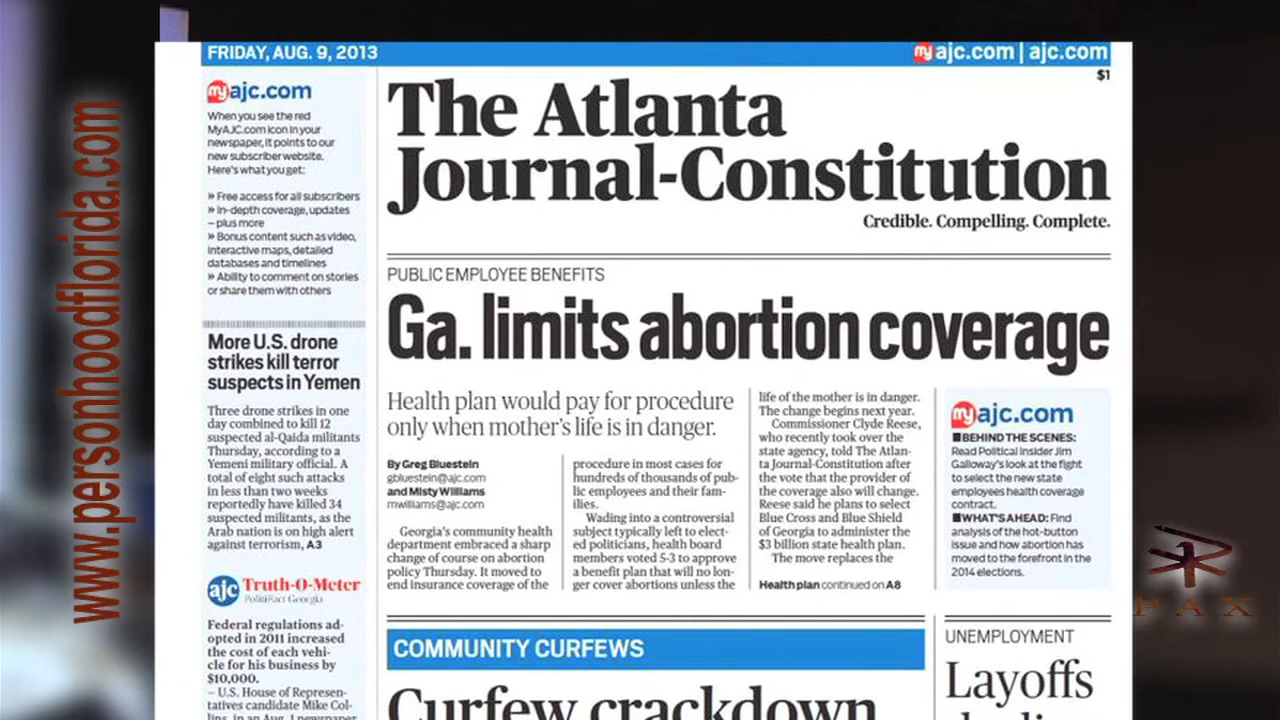 www.personhoodflorida.com
FRIDAY, AUG. 9, 2013
my ajc.com | ajc.com
$1
my ajc.com
When you see the red
MyAJC.com icon in your
newspaper, it points to our
new subscriber website.
Here's what you get:
» Free access for all subscribers
» In-depth coverage, updates
– plus more
» Bonus content such as video,
interactive maps, detailed
databases and timelines
» Ability to comment on stories
or share them with others
More U.S. drone
strikes kill terror
suspects in Yemen
Three drone strikes in one
day combined to kill 12
suspected al-Qaida militants
Thursday, according to a
Yemeni military official. A
total of eight such attacks
in less than two weeks
reportedly have killed 34
suspected militants, as the
Arab nation is on high alert
against terrorism, A3
ajc Truth-O-Meter
PolitiFact Georgia
Federal regulations ad-
opted in 2011 increased
the cost of each vehi-
cle for his business by
$10,000.
– U.S. House of Represen-
tatives candidate Mike Col-
lins, in an Aug. 1 newspaper
The Atlanta
Journal-Constitution
Credible. Compelling. Complete.
PUBLIC EMPLOYEE BENEFITS
Ga. limits abortion coverage
Health plan would pay for procedure
only when mother's life is in danger.
By Greg Bluestein
gbluestein@ajc.com
and Misty Williams
mwilliams@ajc.com
Georgia's community health
department embraced a sharp
change of course on abortion
policy Thursday. It moved to
end insurance coverage of the
procedure in most cases for
hundreds of thousands of pub-
lic employees and their fam-
ilies.
Wading into a controversial
subject typically left to elect-
ed politicians, health board
members voted 5-3 to approve
a benefit plan that will no lon-
ger cover abortions unless the
life of the mother is in danger.
The change begins next year.
Commissioner Clyde Reese,
who recently took over the
state agency, told The Atlan-
ta Journal-Constitution after
the vote that the provider of
the coverage also will change.
Reese said he plans to select
Blue Cross and Blue Shield
of Georgia to administer the
$3 billion state health plan.
The move replaces the
Health plan continued on A8
my ajc.com
■ BEHIND THE SCENES:
Read Political Insider Jim
Galloway's look at the fight
to select the new state
employees health coverage
contract.
■ WHAT'S AHEAD: Find
analysis of the hot-button
issue and how abortion has
moved to the forefront in the
2014 elections.
COMMUNITY CURFEWS
Curfew crackdown
UNEMPLOYMENT
Layoffs
PAX